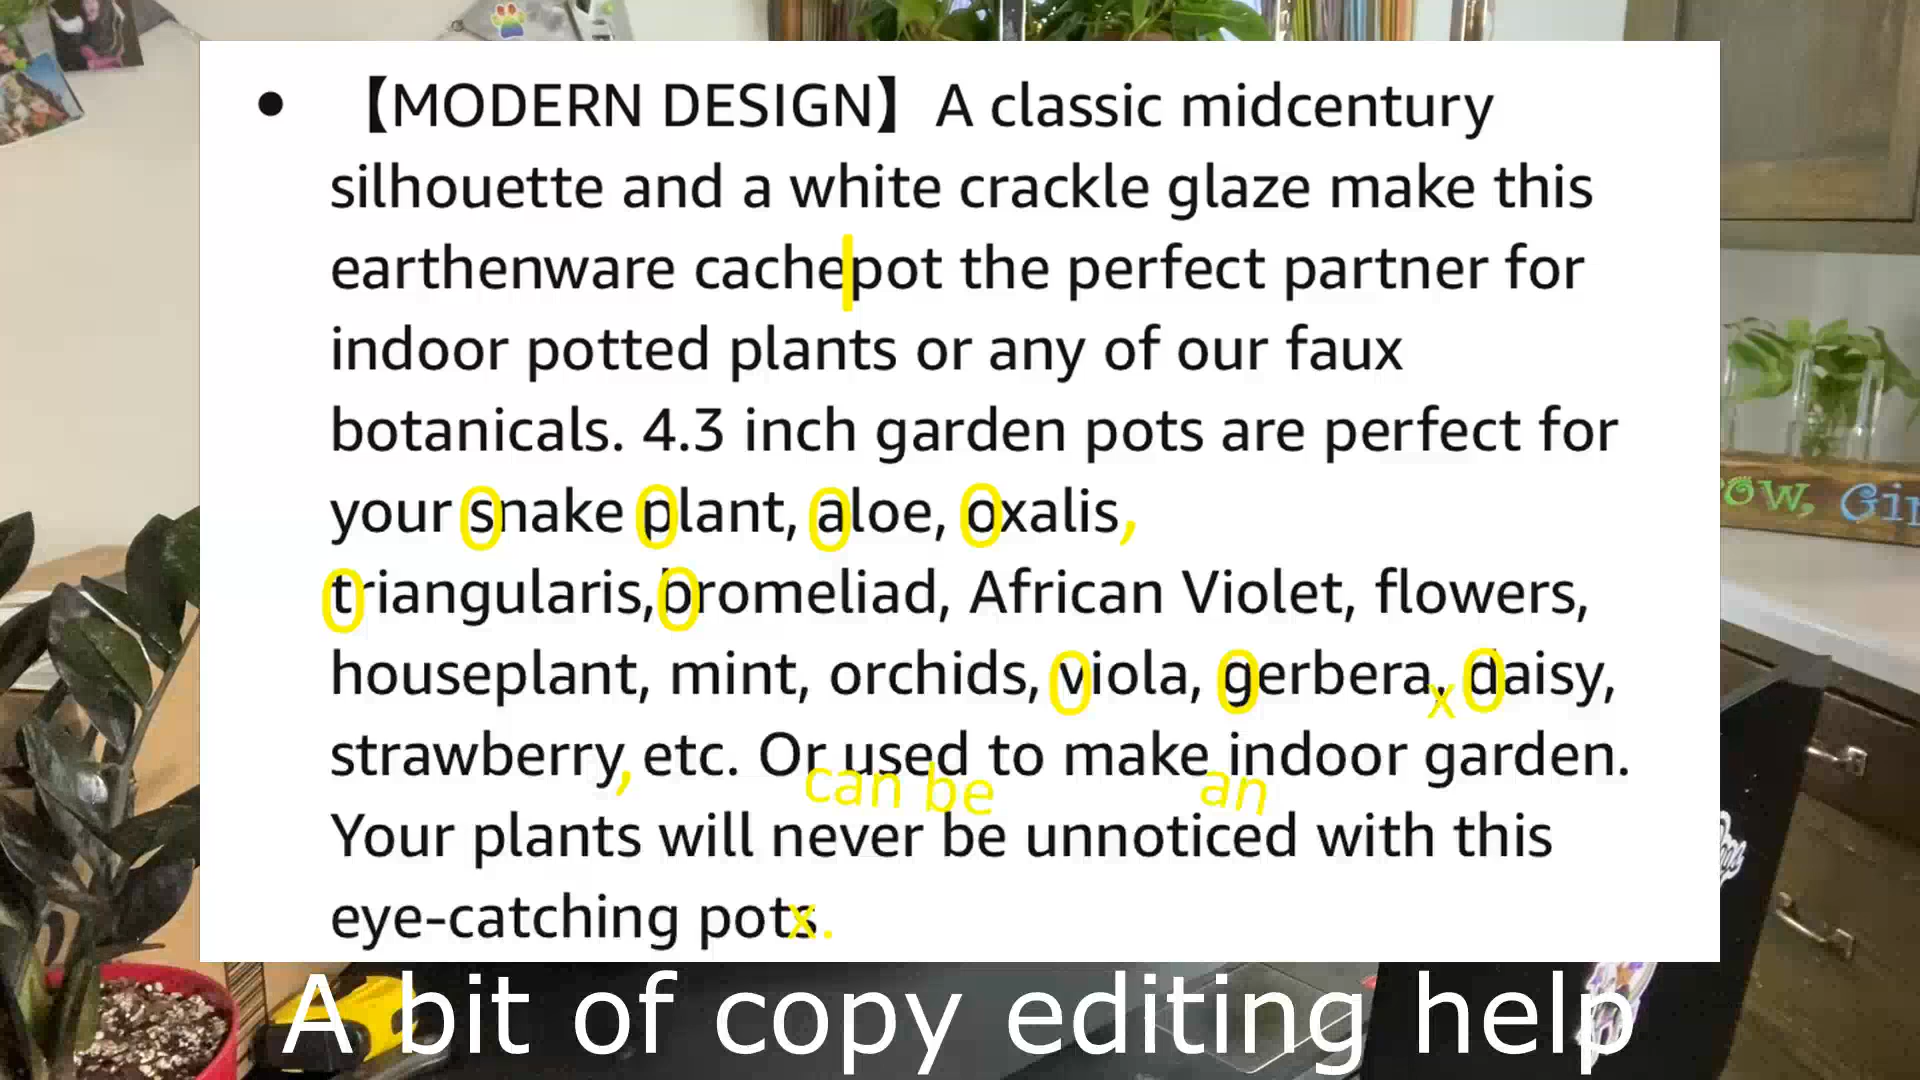 • 【MODERN DESIGN】A classic midcentury
silhouette and a white crackle glaze make this
earthenware cache|pot the perfect partner for
indoor potted plants or any of our faux
botanicals. 4.3 inch garden pots are perfect for
your snake plant, aloe, oxalis,
triangularis,bromeliad, African Violet, flowers,
houseplant, mint, orchids, viola, gerbera, daisy,
x
strawberry, etc. Or used to make indoor garden.
can be an
Your plants will never be unnoticed with this
eye-catching pots.
x.
A bit of copy editing help